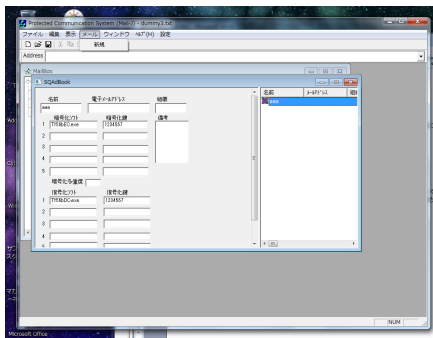 Protected Communication System (Mail-7) - dummy3.txt
ファイル 編集 表示 メール ウィンドウ ﾍﾙﾌﾟ(H) 設定
新規
Address
MailBox
SQAdBook
名前 電子ﾒｰﾙｱﾄﾞﾚｽ 結審
aaa
暗号化ソフト 暗号化鍵 備考
1 TYSBbEC.exe 1234567
2
3
4
5
暗号化多重度
復号化ソフト 復号化鍵
1 TYSBbDC.exe 1234567
2
3
4
名前 ﾒｰﾙｱﾄﾞﾚｽ
aaa
NUM
Microsoft Office